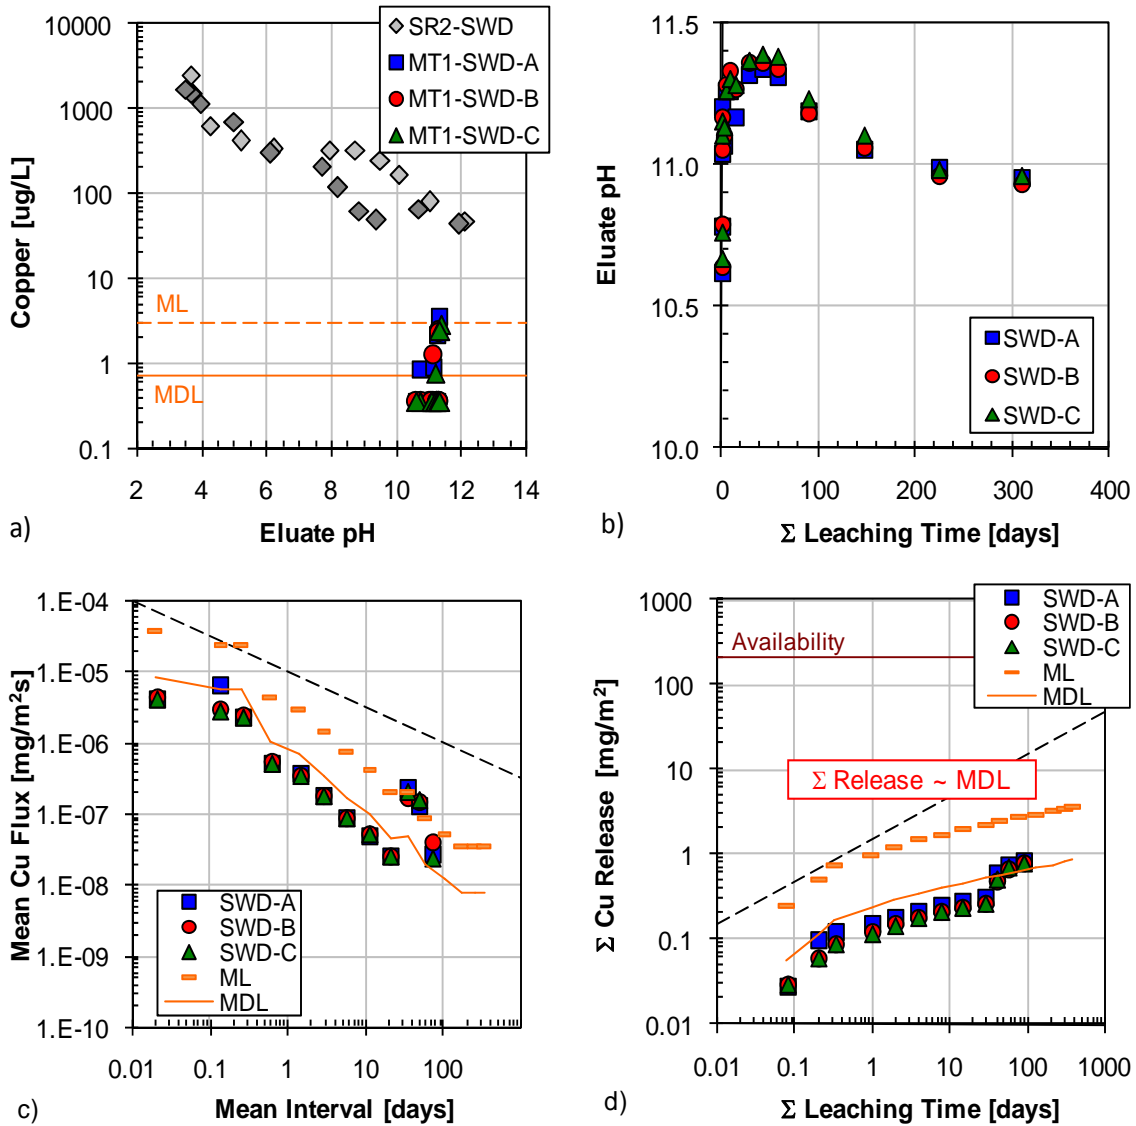 10000
1000
100
10
1
0.1
Copper [ug/L]
SR2-SWD
MT1-SWD-A
MT1-SWD-B
MT1-SWD-C
ML
MDL
2 4 6 8 10 12 14
Eluate pH
a)
11.5
11.0
10.5
10.0
Eluate pH
SWD-A
SWD-B
SWD-C
0 100 200 300 400
Σ Leaching Time [days]
b)
1.E-04
1.E-05
1.E-06
1.E-07
1.E-08
1.E-09
1.E-10
Mean Cu Flux [mg/m²s]
SWD-A
SWD-B
SWD-C
ML
MDL
0.01 0.1 1 10 100
Mean Interval [days]
c)
1000
100
10
1
0.1
0.01
Σ Cu Release [mg/m²]
SWD-A
SWD-B
SWD-C
ML
MDL
Availability
Σ Release ~ MDL
0.01 0.1 1 10 100 1000
Σ Leaching Time [days]
d)